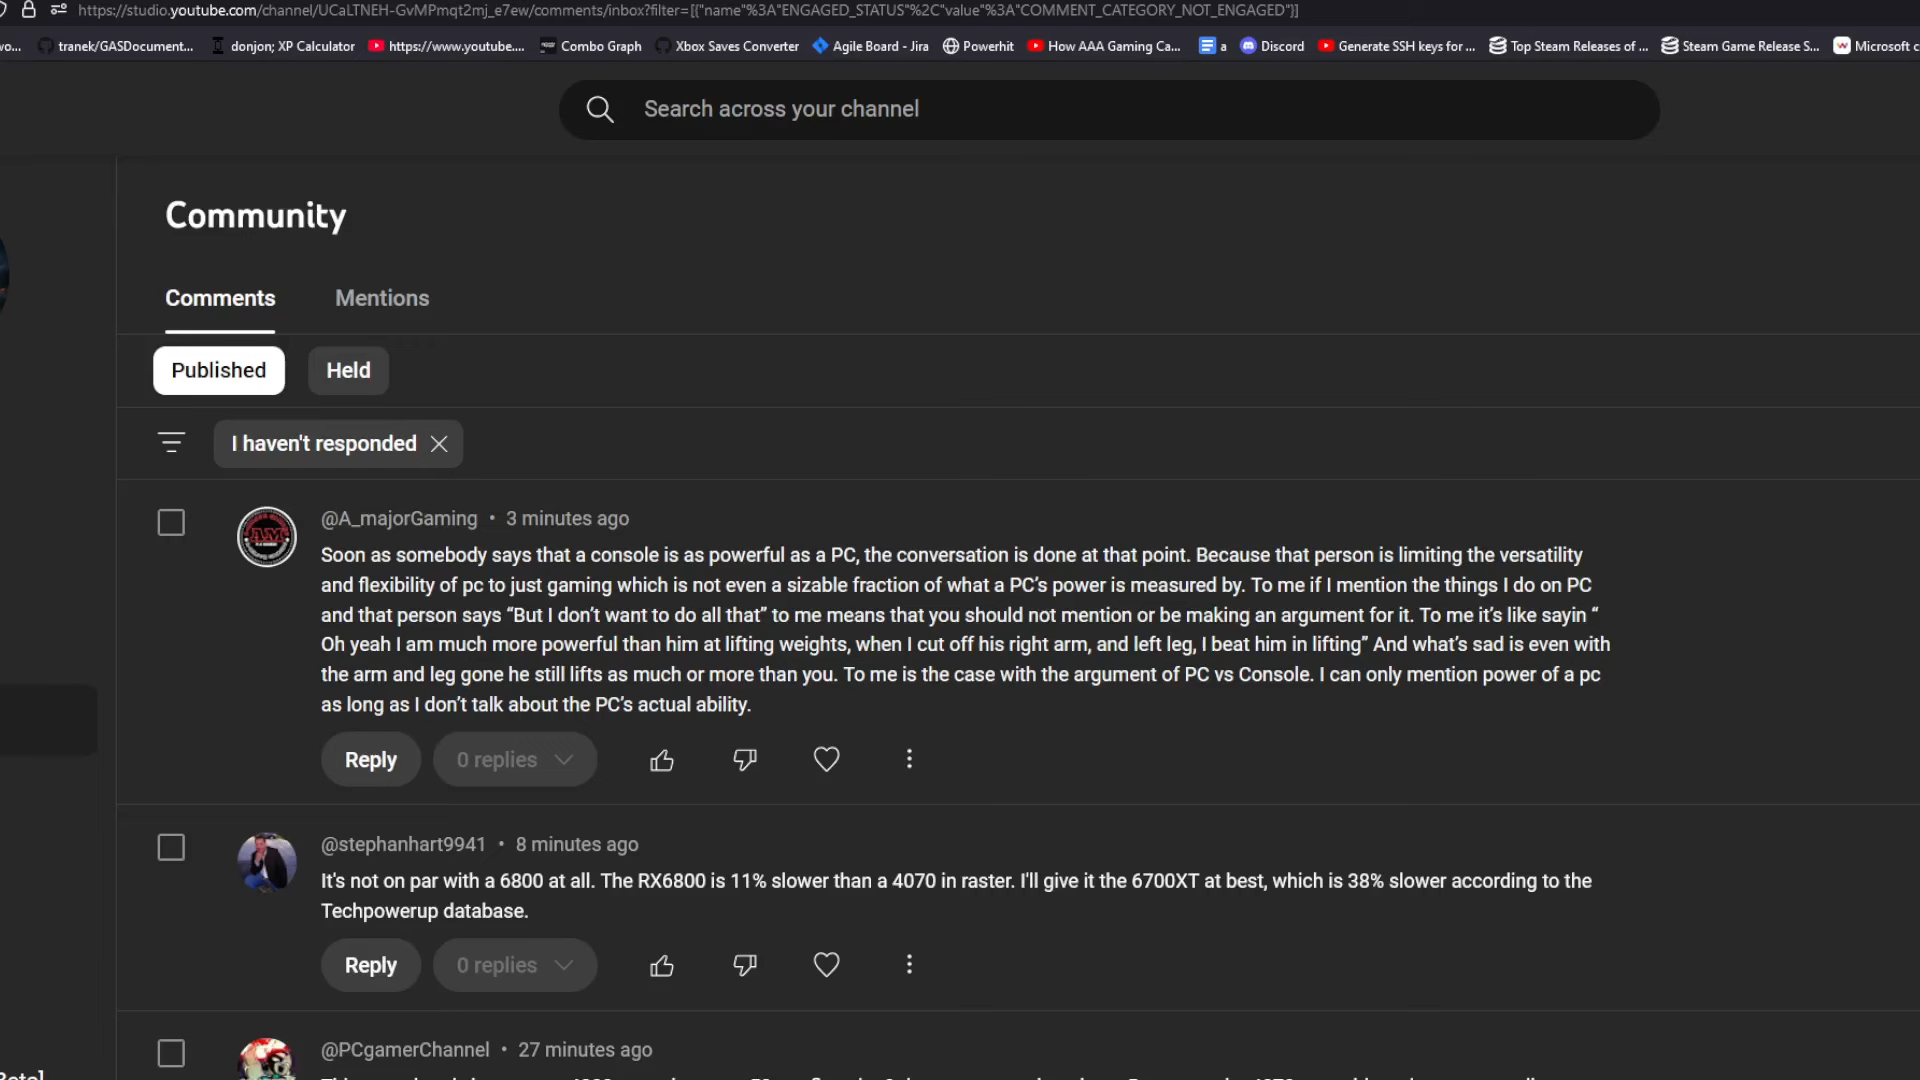 https://studio.youtube.com/channel/UCaLTNEH-GvMPmqt2mj_e7ew/comments/inbox?filter=[{"name"%3A"ENGAGED_STATUS"%2C"value"%3A"COMMENT_CATEGORY_NOT_ENGAGED"}]
wo... tranek/GASDocument... donjon; XP Calculator https://www.youtube.... Combo Graph Xbox Saves Converter Agile Board - Jira Powerhit How AAA Gaming Ca... a Discord Generate SSH keys for ... Top Steam Releases of ... Steam Game Release S... Microsoft c
Search across your channel
Community
Comments Mentions
Published Held
I haven't responded
@A_majorGaming • 3 minutes ago
Soon as somebody says that a console is as powerful as a PC, the conversation is done at that point. Because that person is limiting the versatility
and flexibility of pc to just gaming which is not even a sizable fraction of what a PC’s power is measured by. To me if I mention the things I do on PC
and that person says “But I don’t want to do all that” to me means that you should not mention or be making an argument for it. To me it’s like sayin “
Oh yeah I am much more powerful than him at lifting weights, when I cut off his right arm, and left leg, I beat him in lifting” And what’s sad is even with
the arm and leg gone he still lifts as much or more than you. To me is the case with the argument of PC vs Console. I can only mention power of a pc
as long as I don’t talk about the PC’s actual ability.
Reply 0 replies
@stephanhart9941 • 8 minutes ago
It's not on par with a 6800 at all. The RX6800 is 11% slower than a 4070 in raster. I'll give it the 6700XT at best, which is 38% slower according to the
Techpowerup database.
Reply 0 replies
@PCgamerChannel • 27 minutes ago